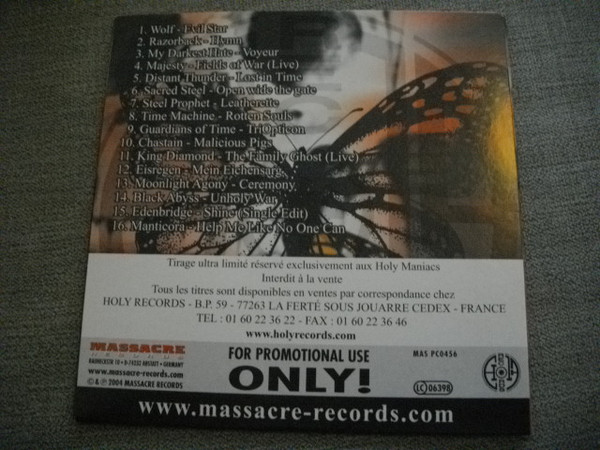 1. Wolf - Evil Star
2. Razorback - Hymn
3. My Darkest Hate - Voyeur
4. Majesty - Fields of War (Live)
5. Distant Thunder - Lost in Time
6. Sacred Steel - Open wide the gate
7. Steel Prophet - Leatherette
8. Time Machine - Rotten Souls
9. Guardians of Time - TriOpticon
10. Chastain - Malicious Pigs
11. King Diamond - The Family Ghost (Live)
12. Eisregen - Mein Eichensarg
13. Moonlight Agony - Ceremony
14. Black Abyss - Unholy War
15. Edenbridge - Shine (Single Edit)
16. Manticora - Help Me Like No One Can
Tirage ultra limité réservé exclusivement aux Holy Maniacs
Interdit à la vente
Tous les titres sont disponibles en ventes par correspondance chez
HOLY RECORDS - B.P. 59 - 77263 LA FERTÉ SOUS JOUARRE CEDEX - FRANCE
TEL : 01 60 22 36 22 - FAX : 01 60 22 36 46
www.holyrecords.com
MASSACRE
RECORDS
www.massacre-records.com
© & ℗ 2004 MASSACRE RECORDS
FOR PROMOTIONAL USE
ONLY!
MAS PC0456
LC 06398
www.massacre-records.com